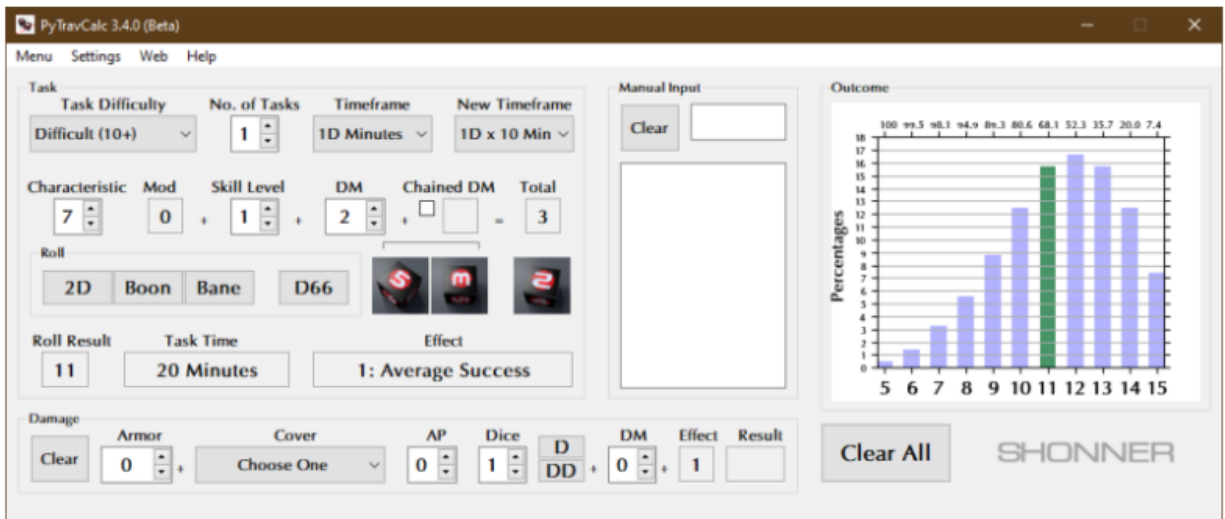 PyTravCalc 3.4.0 (Beta)
Menu Settings Web Help
Task
Task Difficulty No. of Tasks Timeframe New Timeframe
Difficult (10+) 1 1D Minutes 1D x 10 Min
Characteristic Mod Skill Level DM Chained DM Total
7 0 + 1 + 2 + = 3
Roll
2D Boon Bane D66
5 3 2
Roll Result Task Time Effect
11 20 Minutes 1: Average Success
Manual Input
Clear
Outcome
100 99.5 98.1 94.9 89.3 80.6 68.1 52.3 35.7 20.0 7.4
Percentages
18
17
16
15
14
13
12
11
10
9
8
7
6
5
4
3
2
1
0
5 6 7 8 9 10 11 12 13 14 15
Damage
Armor Cover AP Dice DM Effect Result
Clear 0 + Choose One 0 1 D DD + 0 + 1
Clear All
SHONNER